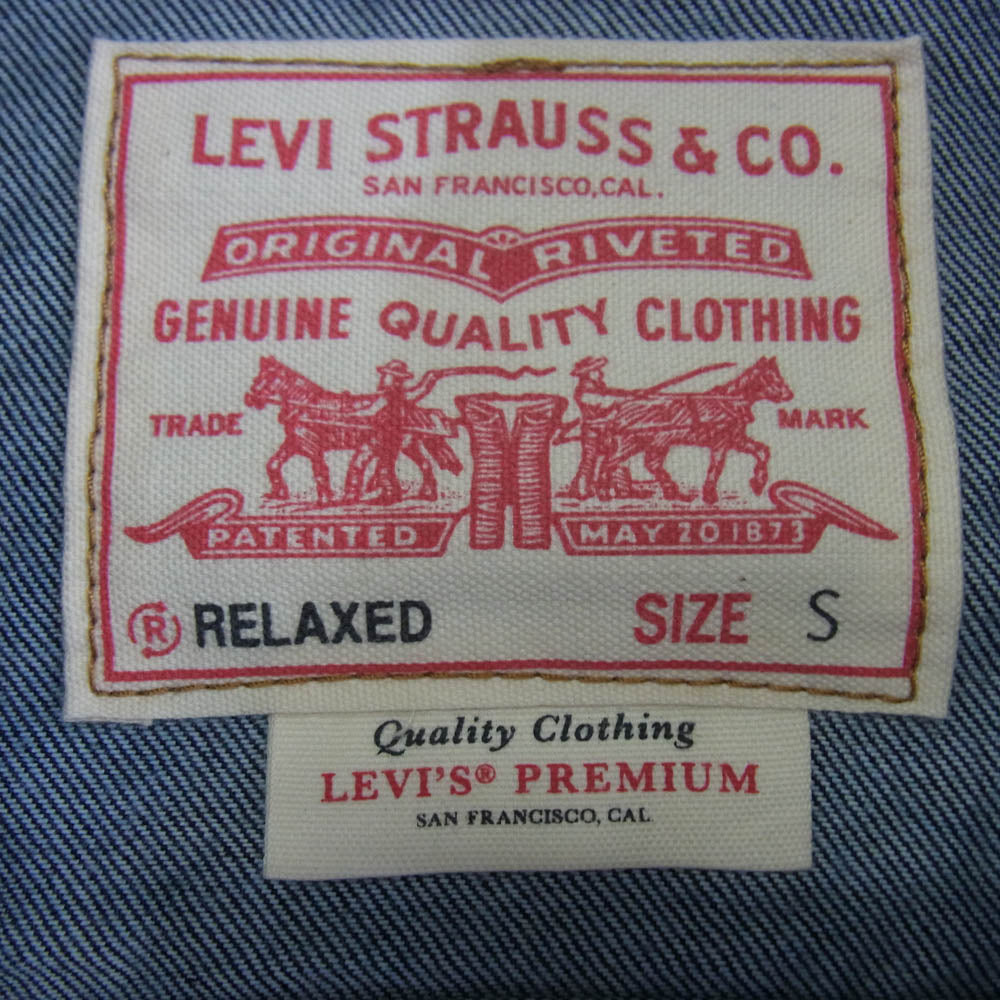 LEVI STRAUSS & CO.
SAN FRANCISCO, CAL.
ORIGINAL RIVETED
GENUINE QUALITY CLOTHING
TRADE MARK
PATENTED MAY 20 1873
® RELAXED SIZE S
Quality Clothing
LEVI'S® PREMIUM
SAN FRANCISCO, CAL.